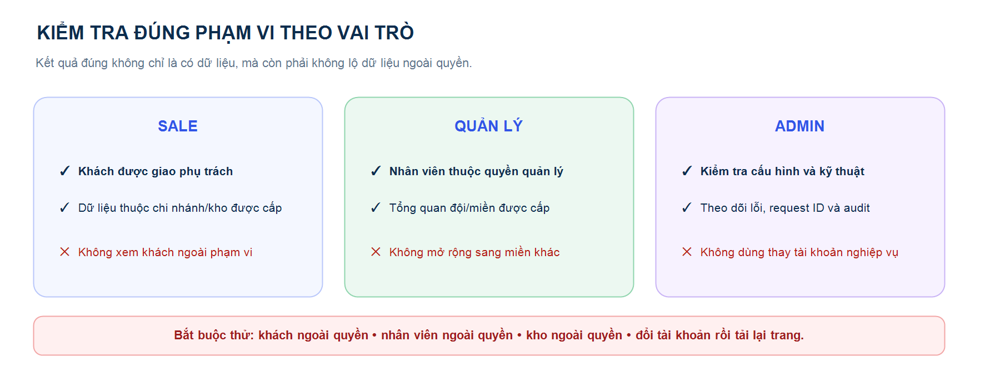 KIỂM TRA ĐÚNG PHẠM VI THEO VAI TRÒ
Kết quả đúng không chỉ là có dữ liệu, mà còn phải không lộ dữ liệu ngoài quyền.
SALE
✓ Khách được giao phụ trách
✓ Dữ liệu thuộc chi nhánh/kho được cấp
✕ Không xem khách ngoài phạm vi
QUẢN LÝ
✓ Nhân viên thuộc quyền quản lý
✓ Tổng quan đội/miền được cấp
✕ Không mở rộng sang miền khác
ADMIN
✓ Kiểm tra cấu hình và kỹ thuật
✓ Theo dõi lỗi, request ID và audit
✕ Không dùng thay tài khoản nghiệp vụ
Bắt buộc thử: khách ngoài quyền • nhân viên ngoài quyền • kho ngoài quyền • đổi tài khoản rồi tải lại trang.